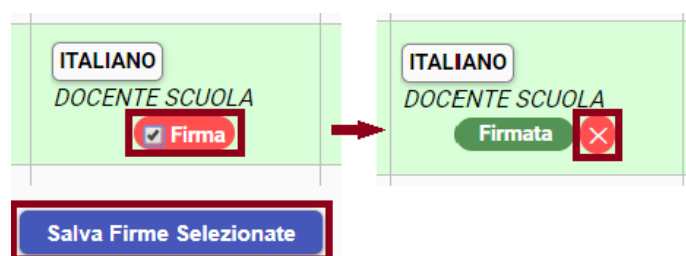 ITALIANO
DOCENTE SCUOLA
Firma
Salva Firme Selezionate
ITALIANO
DOCENTE SCUOLA
Firmata